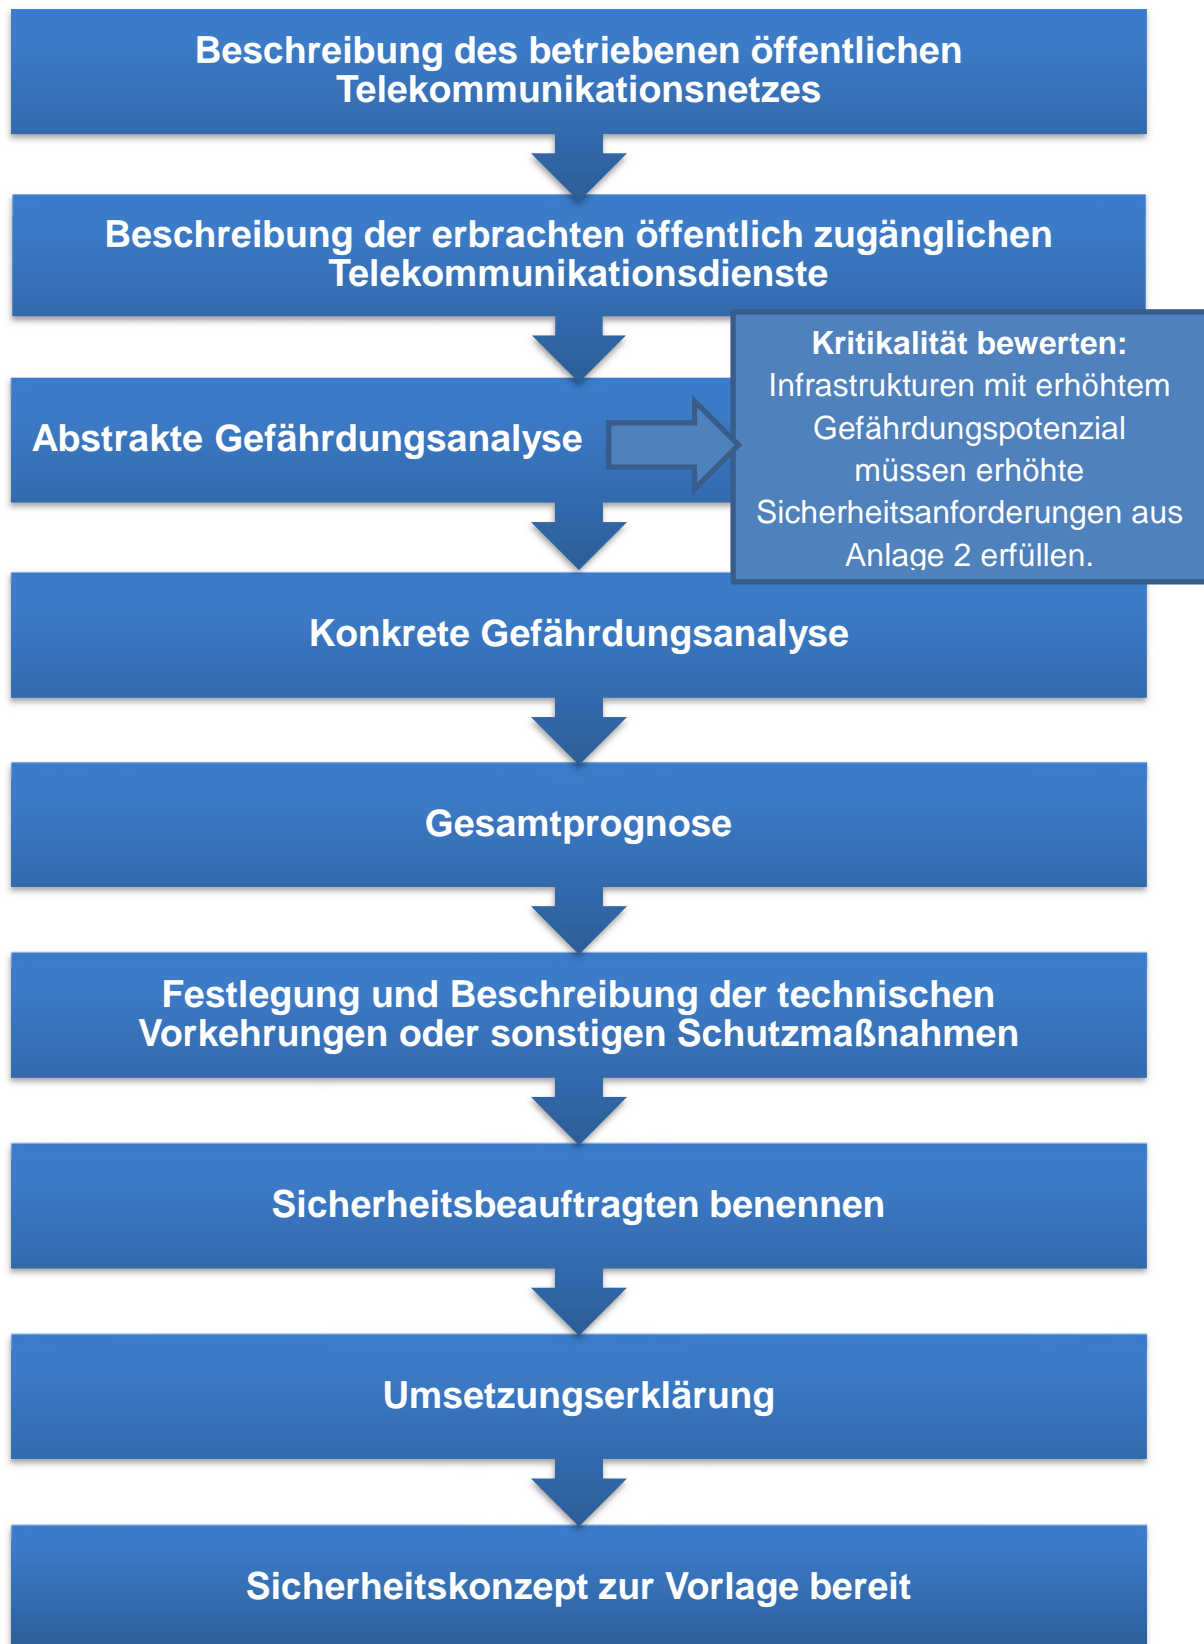 Beschreibung des betriebenen öffentlichen
Telekommunikationsnetzes
Beschreibung der erbrachten öffentlich zugänglichen
Telekommunikationsdienste
Abstrakte Gefährdungsanalyse
Kritikalität bewerten:
Infrastrukturen mit erhöhtem
Gefährdungspotenzial
müssen erhöhte
Sicherheitsanforderungen aus
Anlage 2 erfüllen.
Konkrete Gefährdungsanalyse
Gesamtprognose
Festlegung und Beschreibung der technischen
Vorkehrungen oder sonstigen Schutzmaßnahmen
Sicherheitsbeauftragten benennen
Umsetzungserklärung
Sicherheitskonzept zur Vorlage bereit